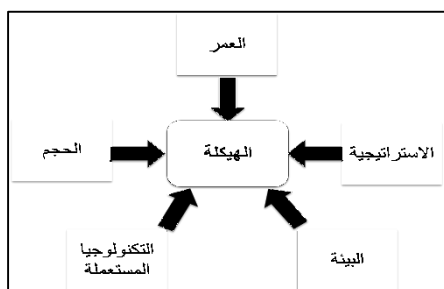 العمر
الاستراتيجية
الهيكلة
الحجم
البيئة
التكنولوجيا
المستعملة